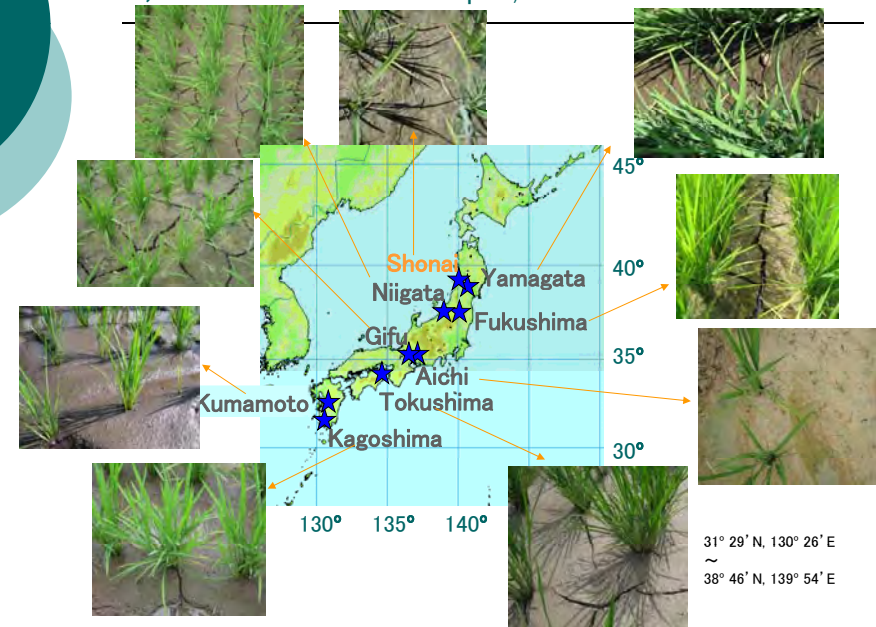 45°
Shonai
40°
Yamagata
Niigata
Fukushima
Gifu
35°
Aichi
Kumamoto
Tokushima
Kagoshima
30°
130° 135° 140°
31° 29’ N, 130° 26’ E
～
38° 46’ N, 139° 54’ E